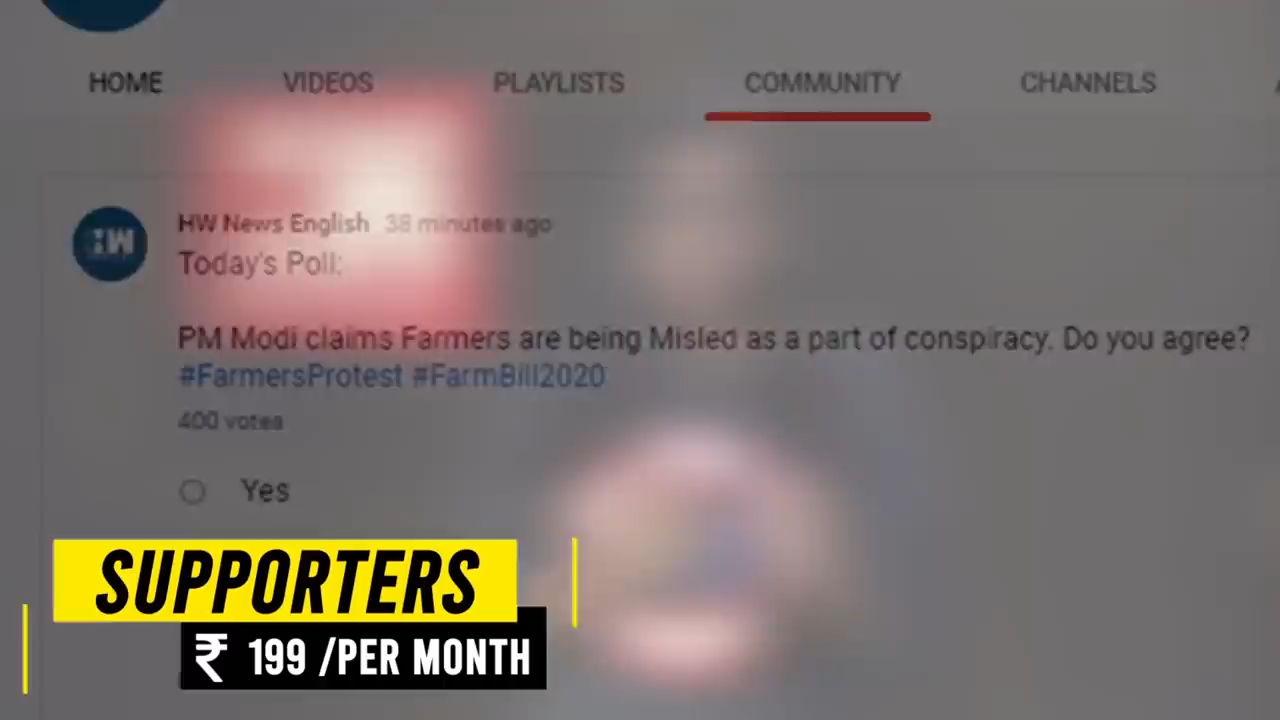 HOME VIDEOS PLAYLISTS COMMUNITY CHANNELS
HW
HW News English 38 minutes ago
Today's Poll:
PM Modi claims Farmers are being Misled as a part of conspiracy. Do you agree?
#FarmersProtest #FarmBill2020
400 votes
Yes
SUPPORTERS
₹ 199 /PER MONTH